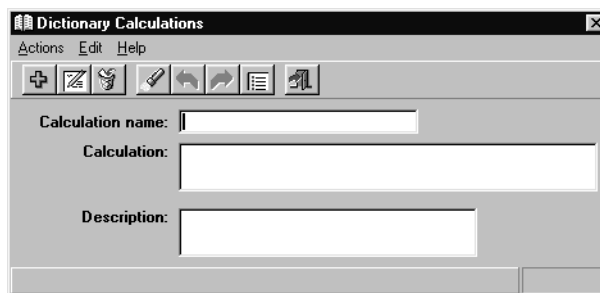 Dictionary Calculations
Actions Edit Help
Calculation name:
Calculation:
Description: